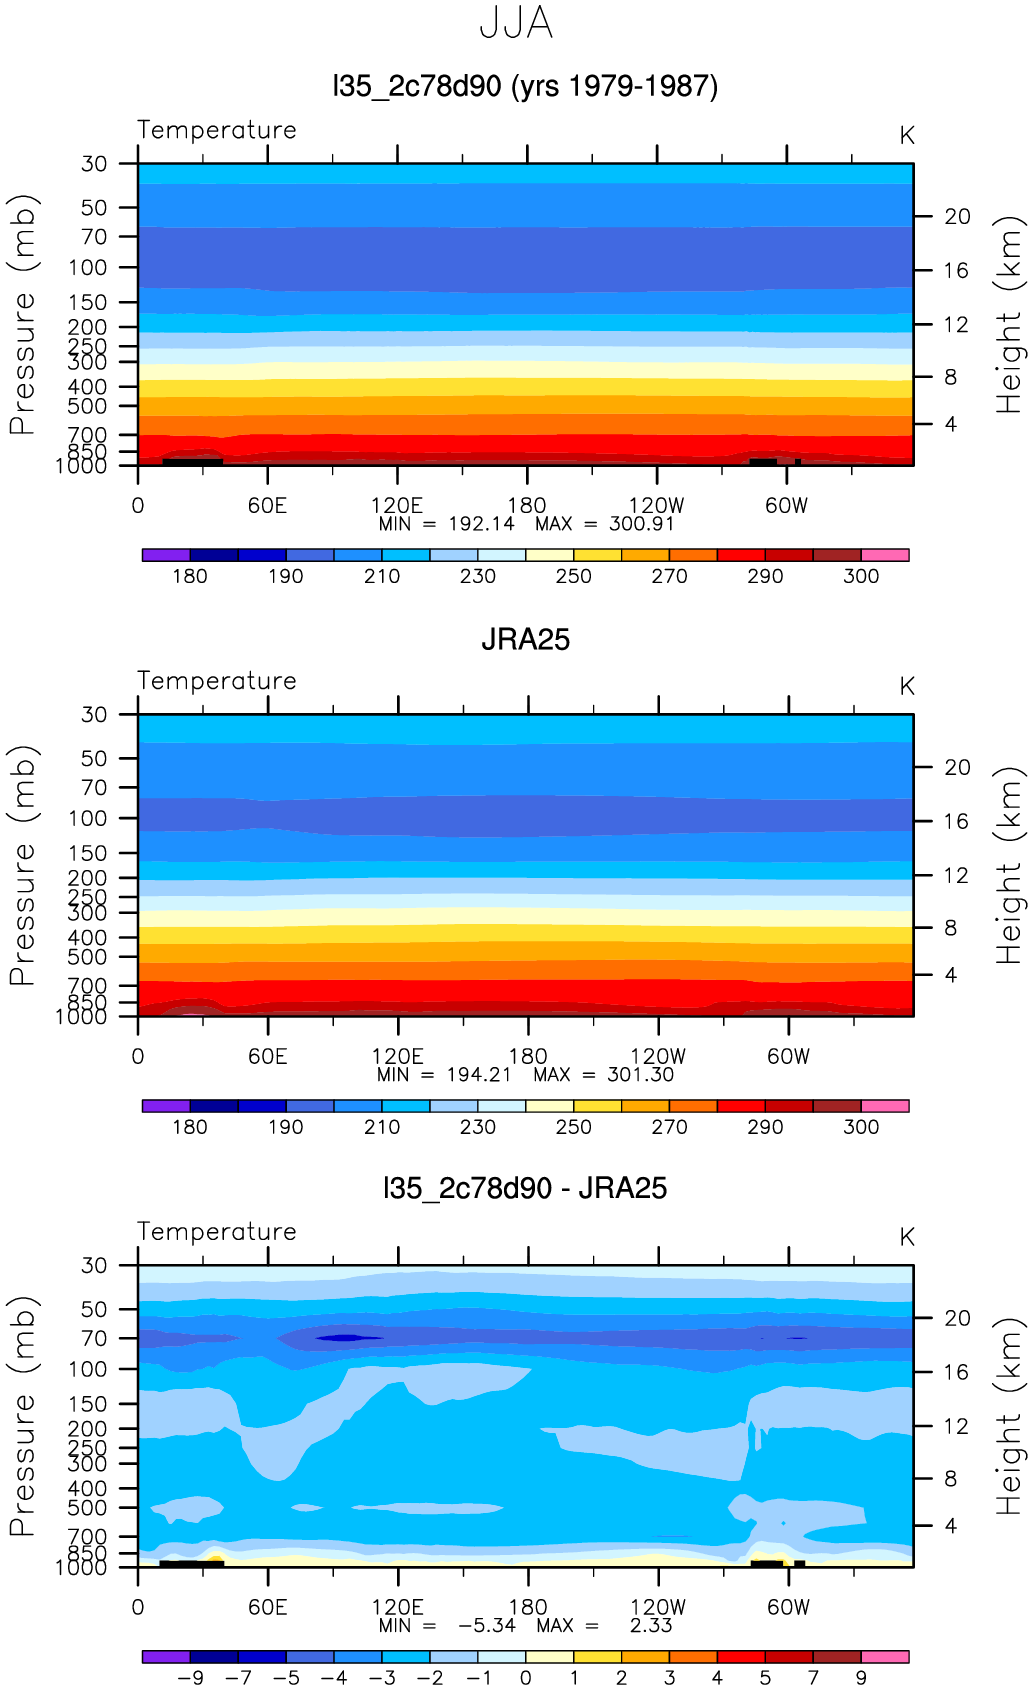 JJA
l35_2c78d90 (yrs 1979-1987)
Temperature K
30
50
70
100
150
200
250
300
400
500
700
850
1000
Pressure (mb)
20
16
12
8
4
Height (km)
0 60E 120E 180 120W 60W
MIN = 192.14 MAX = 300.91
180 190 210 230 250 270 290 300
JRA25
Temperature K
30
50
70
100
150
200
250
300
400
500
700
850
1000
Pressure (mb)
20
16
12
8
4
Height (km)
0 60E 120E 180 120W 60W
MIN = 194.21 MAX = 301.30
180 190 210 230 250 270 290 300
l35_2c78d90 - JRA25
Temperature K
30
50
70
100
150
200
250
300
400
500
700
850
1000
Pressure (mb)
20
16
12
8
4
Height (km)
0 60E 120E 180 120W 60W
MIN = -5.34 MAX = 2.33
-9 -7 -5 -4 -3 -2 -1 0 1 2 3 4 5 7 9